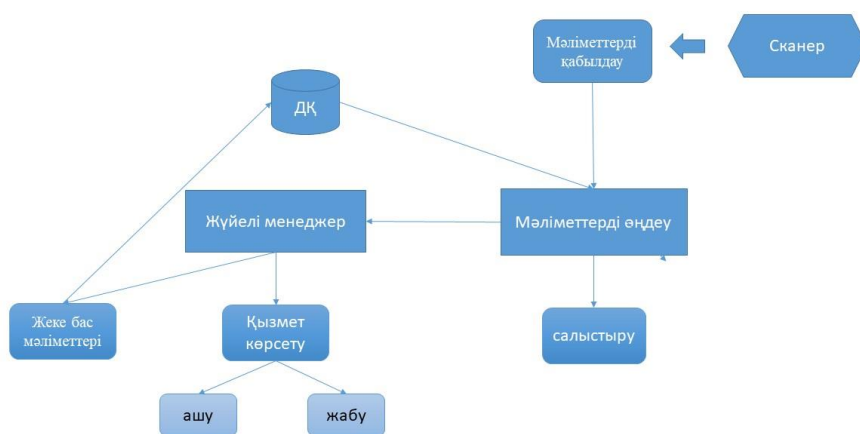 Мәліметтерді
қабылдау
Сканер
ДҚ
Жүйелі менеджер
Мәліметтерді өңдеу
Жеке бас
мәліметтері
Қызмет
көрсету
салыстыру
ашу
жабу